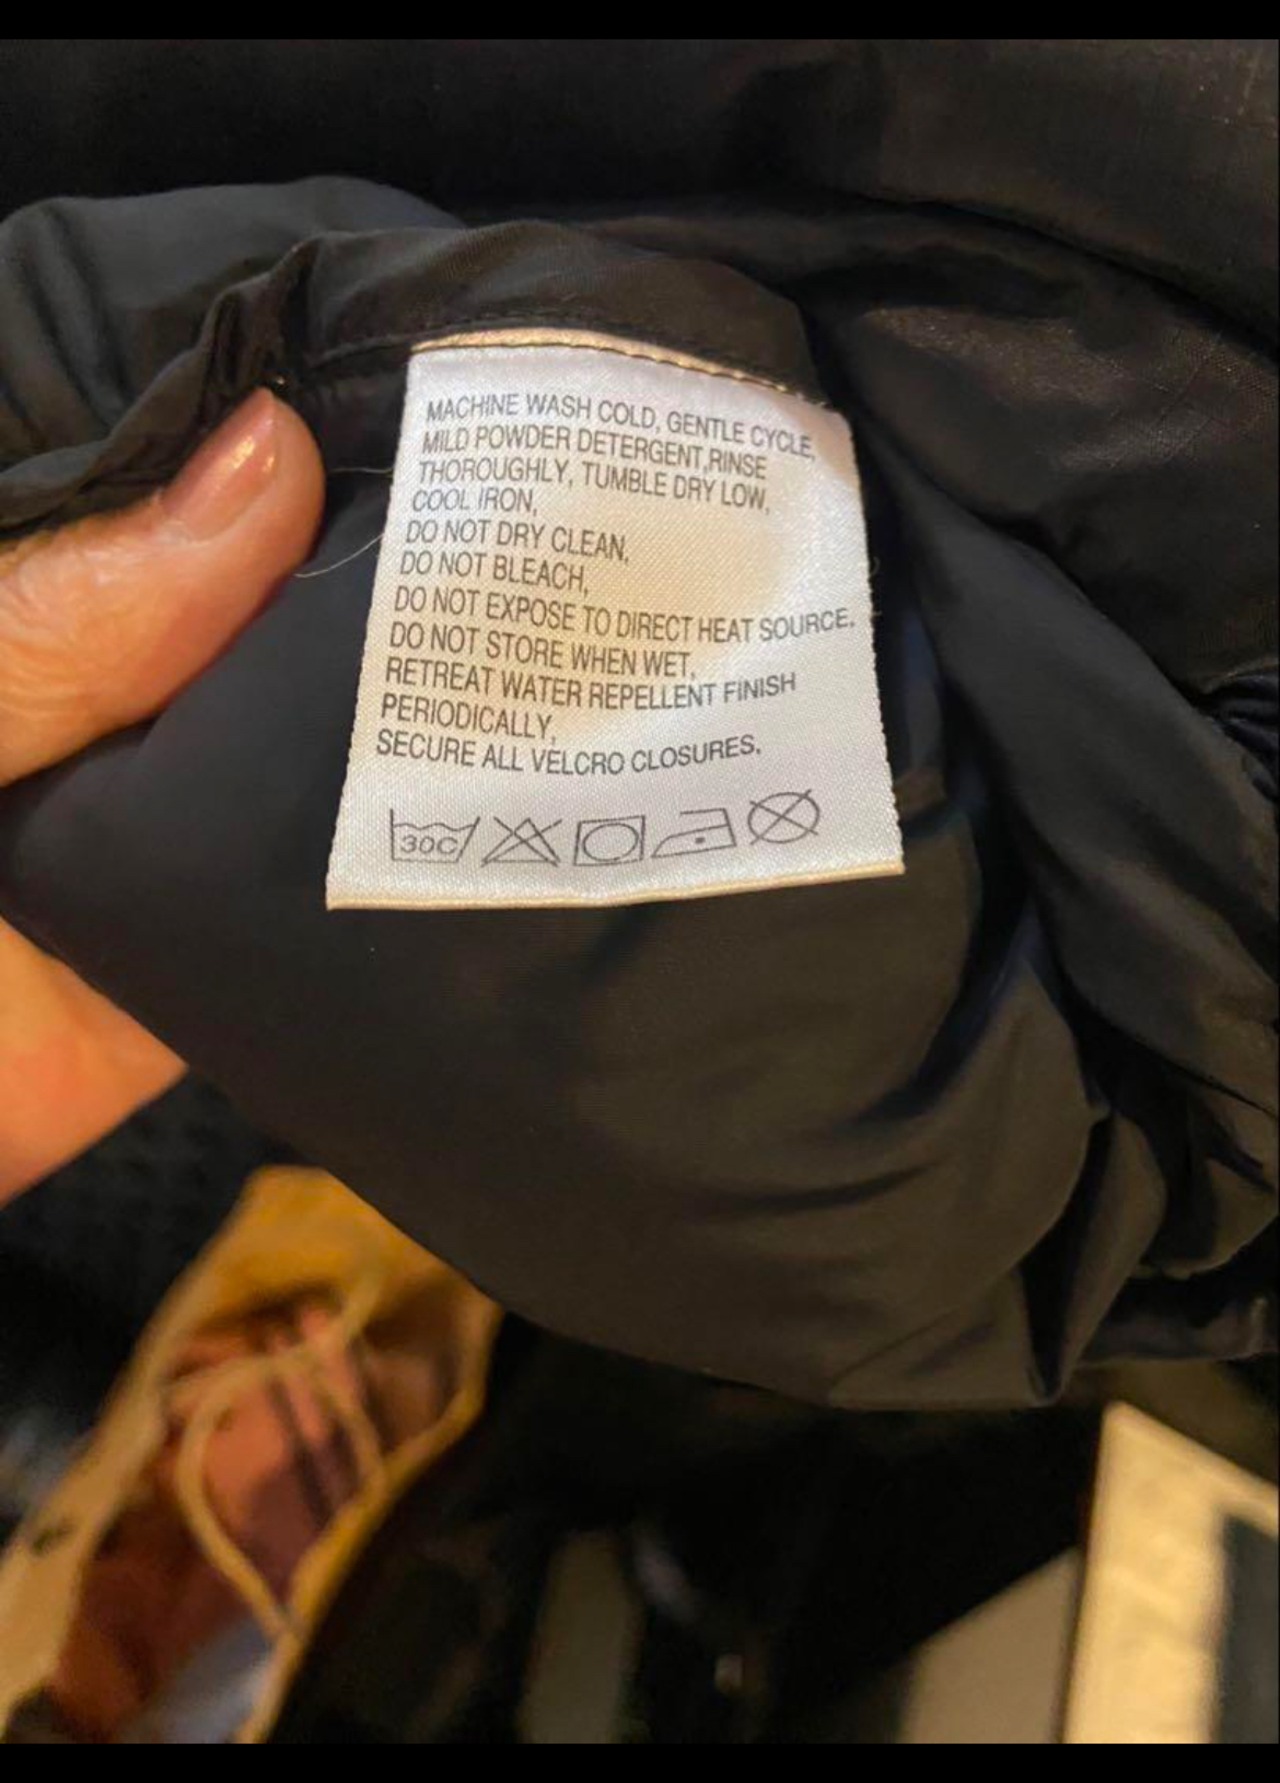 MACHINE WASH COLD, GENTLE CYCLE,
MILD POWDER DETERGENT,RINSE
THOROUGHLY, TUMBLE DRY LOW,
COOL IRON,
DO NOT DRY CLEAN,
DO NOT BLEACH,
DO NOT EXPOSE TO DIRECT HEAT SOURCE.
DO NOT STORE WHEN WET,
RETREAT WATER REPELLENT FINISH
PERIODICALLY,
SECURE ALL VELCRO CLOSURES.
30C